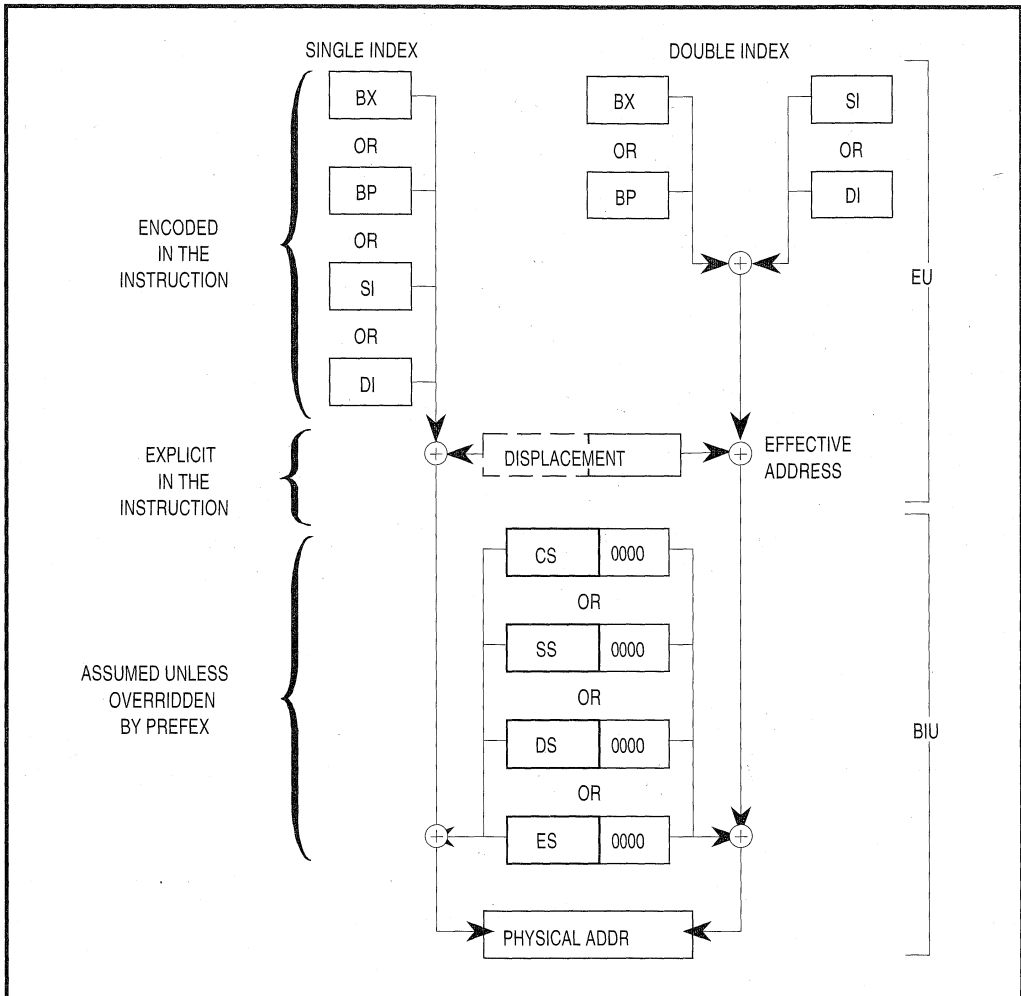 SINGLE INDEX
DOUBLE INDEX
BX
OR
BP
OR
SI
OR
DI
BX
OR
BP
SI
OR
DI
ENCODED
IN THE
INSTRUCTION
EU
EXPLICIT
IN THE
INSTRUCTION
DISPLACEMENT
EFFECTIVE
ADDRESS
ASSUMED UNLESS
OVERRIDDEN
BY PREFEX
CS 0000
OR
SS 0000
OR
DS 0000
OR
ES 0000
BIU
PHYSICAL ADDR